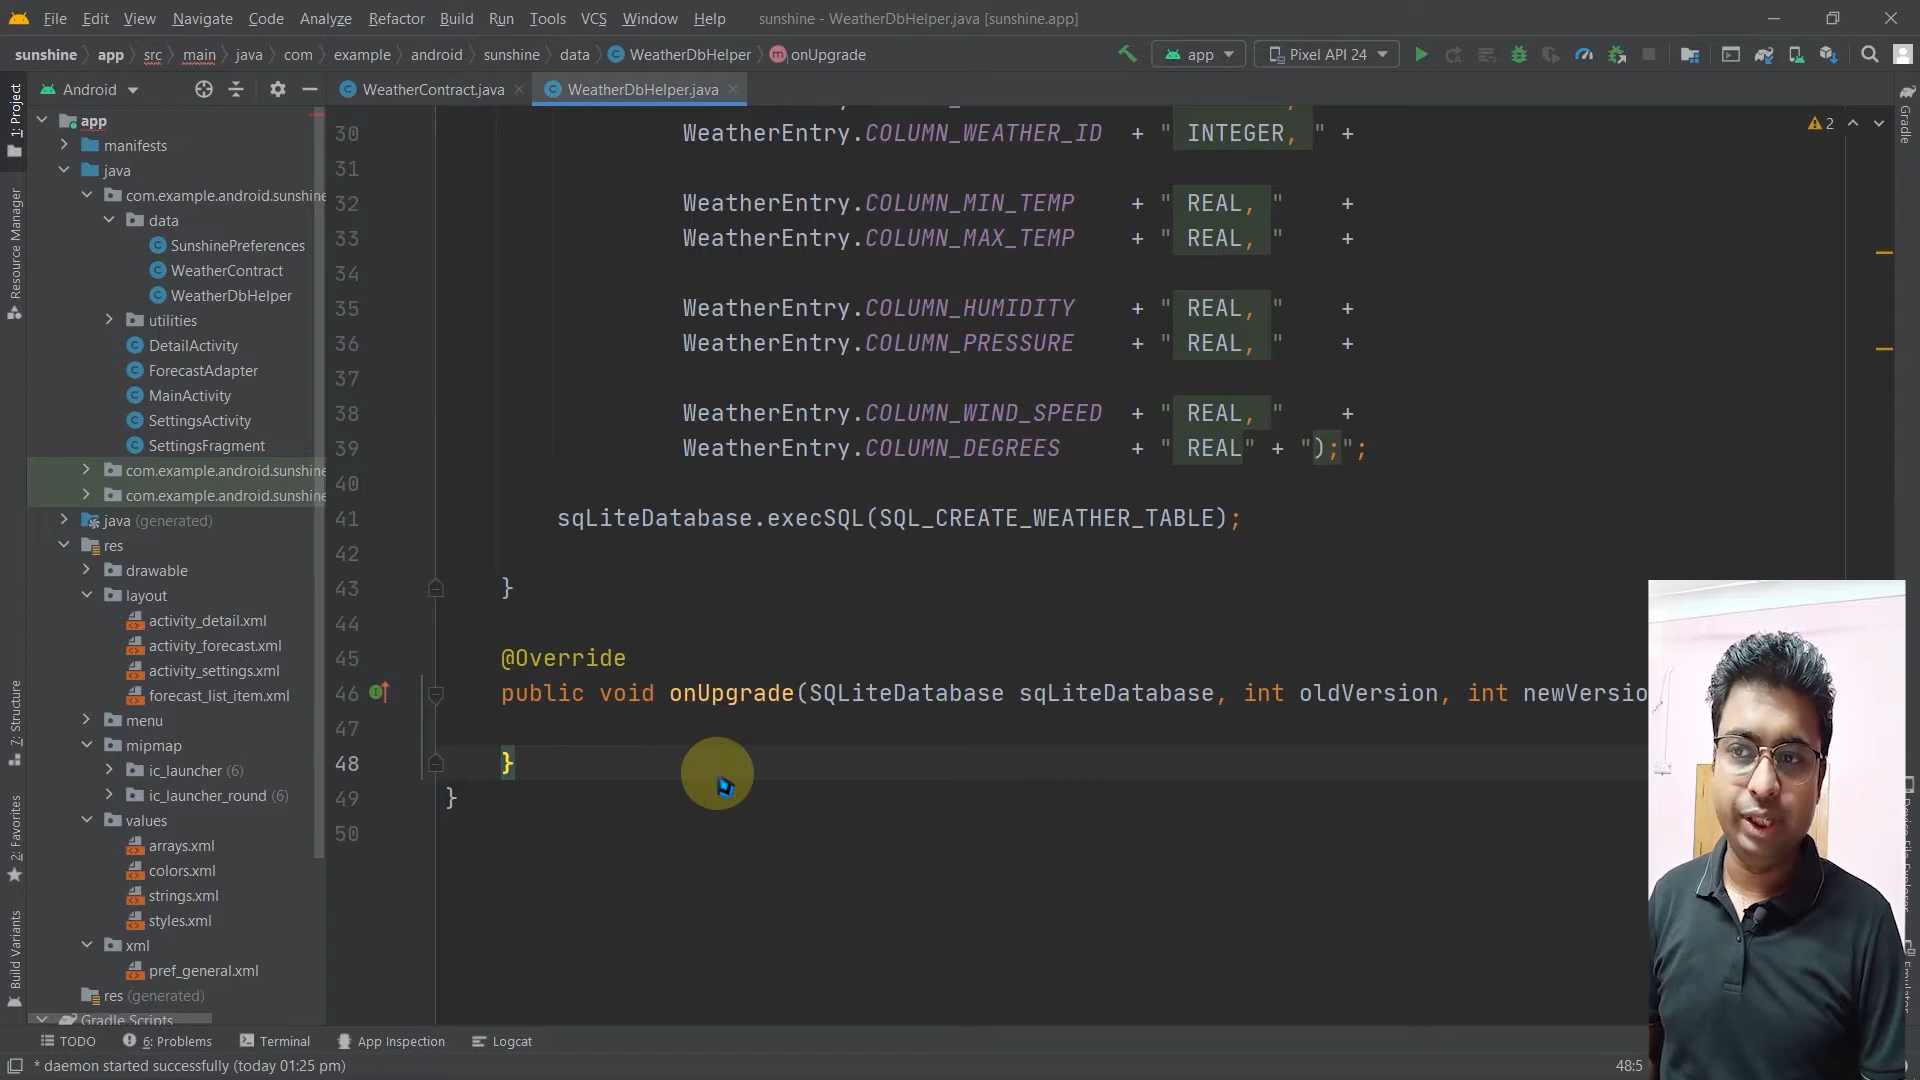 File Edit View Navigate Code Analyze Refactor Build Run Tools VCS Window Help sunshine - WeatherDbHelper.java [sunshine.app]
sunshine app src main java com example android sunshine data WeatherDbHelper onUpgrade app Pixel API 24
Android
WeatherContract.java WeatherDbHelper.java
1: Project
Resource Manager
7: Structure
2: Favorites
Build Variants
app
manifests
java
com.example.android.sunshine
data
SunshinePreferences
WeatherContract
WeatherDbHelper
utilities
DetailActivity
ForecastAdapter
MainActivity
SettingsActivity
SettingsFragment
com.example.android.sunshine
com.example.android.sunshine
java (generated)
res
drawable
layout
activity_detail.xml
activity_forecast.xml
activity_settings.xml
forecast_list_item.xml
menu
mipmap
ic_launcher (6)
ic_launcher_round (6)
values
arrays.xml
colors.xml
strings.xml
styles.xml
xml
pref_general.xml
res (generated)
Gradle Scripts
30 WeatherEntry.COLUMN_WEATHER_ID + " INTEGER, " +
31
32 WeatherEntry.COLUMN_MIN_TEMP + " REAL, " +
33 WeatherEntry.COLUMN_MAX_TEMP + " REAL, " +
34
35 WeatherEntry.COLUMN_HUMIDITY + " REAL, " +
36 WeatherEntry.COLUMN_PRESSURE + " REAL, " +
37
38 WeatherEntry.COLUMN_WIND_SPEED + " REAL, " +
39 WeatherEntry.COLUMN_DEGREES + " REAL" + ");";
40
41 sqLiteDatabase.execSQL(SQL_CREATE_WEATHER_TABLE);
42
43 }
44
45 @Override
46 public void onUpgrade(SQLiteDatabase sqLiteDatabase, int oldVersion, int newVersio
47
48 }
49 }
50
2
Gradle
TODO 6: Problems Terminal App Inspection Logcat
* daemon started successfully (today 01:25 pm) 48:5